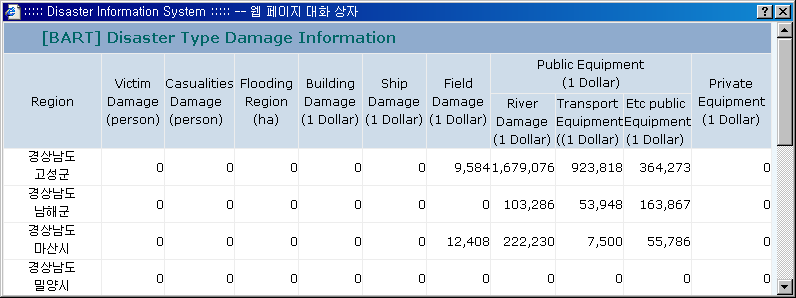 ::::: Disaster Information System ::::: -- 웹 페이지 대화 상자
[BART] Disaster Type Damage Information
Region
Victim
Damage
(person)
Casualities
Damage
(person)
Flooding
Region
(ha)
Building
Damage
(1 Dollar)
Ship
Damage
(1 Dollar)
Field
Damage
(1 Dollar)
Public Equipment
(1 Dollar)
River
Damage
(1 Dollar)
Transport
Equipment
((1 Dollar)
Etc public
Equipment
(1 Dollar)
Private
Equipment
(1 Dollar)
경상남도
고성군
0 0 0 0 0 9,584 1,679,076 923,818 364,273 0
경상남도
남해군
0 0 0 0 0 0 103,286 53,948 163,867 0
경상남도
마산시
0 0 0 0 0 12,408 222,230 7,500 55,786 0
경상남도
밀양시
0 0 0 0 0 0 0 0 0 0